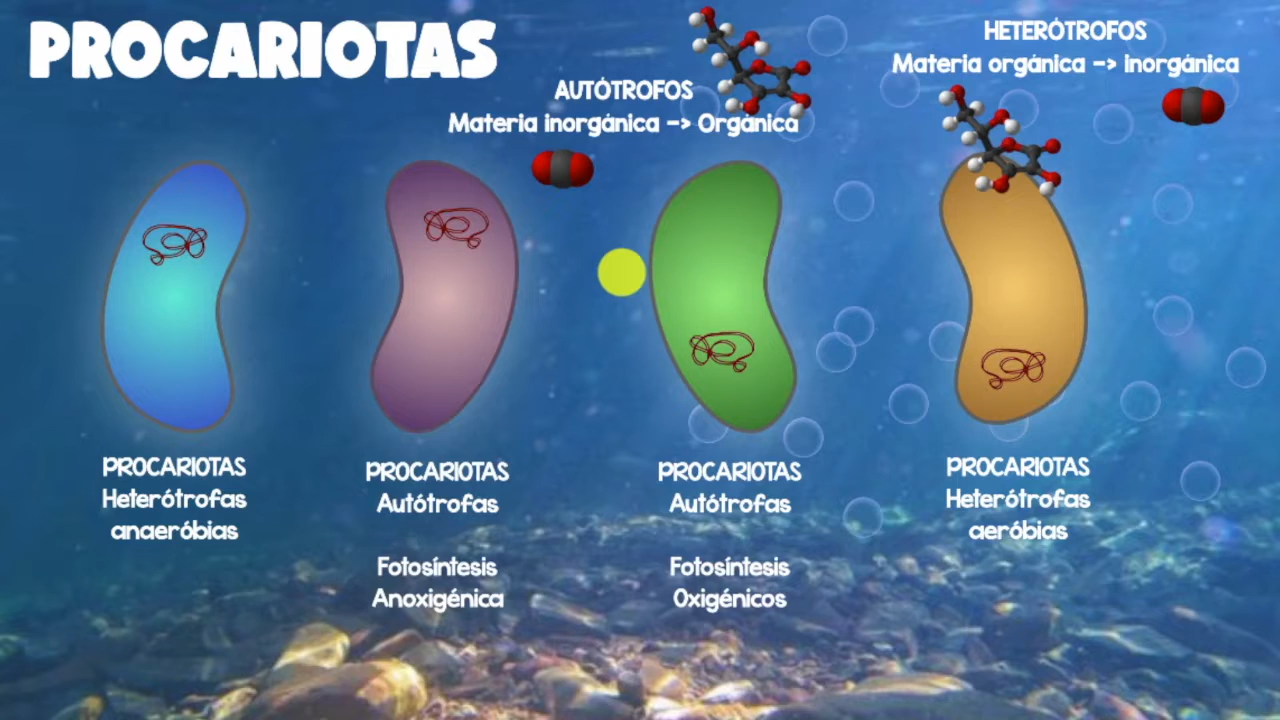 PROCARIOTAS
AUTÓTROFOS
Materia inorgánica -> Orgánica
HETERÓTROFOS
Materia orgánica -> inorgánica
PROCARIOTAS
Heterótrofas
anaeróbias
PROCARIOTAS
Autótrofas
Fotosíntesis
Anoxigénica
PROCARIOTAS
Autótrofas
Fotosíntesis
Oxigénicos
PROCARIOTAS
Heterótrofas
aeróbias